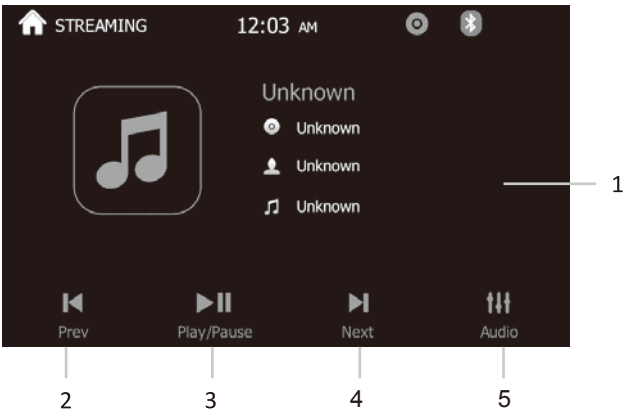 STREAMING 12:03 AM
Unknown
Unknown
Unknown
Unknown
1
Prev Play/Pause Next Audio
2 3 4 5